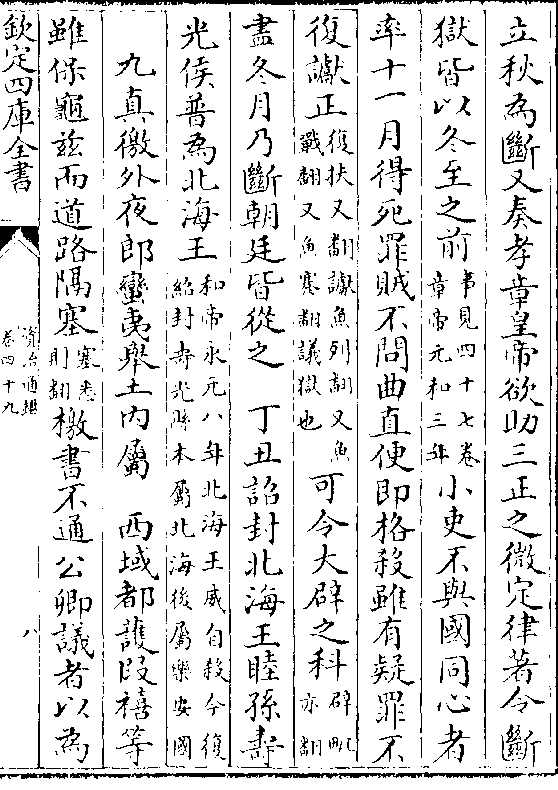 立秋為斷又奏孝章皇帝欲助三正之微定律著令斷
獄皆以冬至之前事見四十七卷章帝元和三年小吏不與國同心者
率十一月得死罪賊不問曲直便即格殺雖有疑罪不
復讞正復扶又翻讞魚列翻又魚戰翻又魚蹇翻議獄也可令大辟之科辟毗亦翻
盡冬月乃斷朝廷皆從之 丁丑詔封北海王睦孫壽
光侯普為北海王和帝永元八年北海王威自殺今復紹封壽光縣本屬北海後屬樂安國
九真徼外夜郎蠻夷舉土內屬 西域都護段禧等
雖保龜茲而道路隔塞塞悉則翻檄書不通公卿議者以為
欽定四庫全書
資治通鑑
卷四十九
八